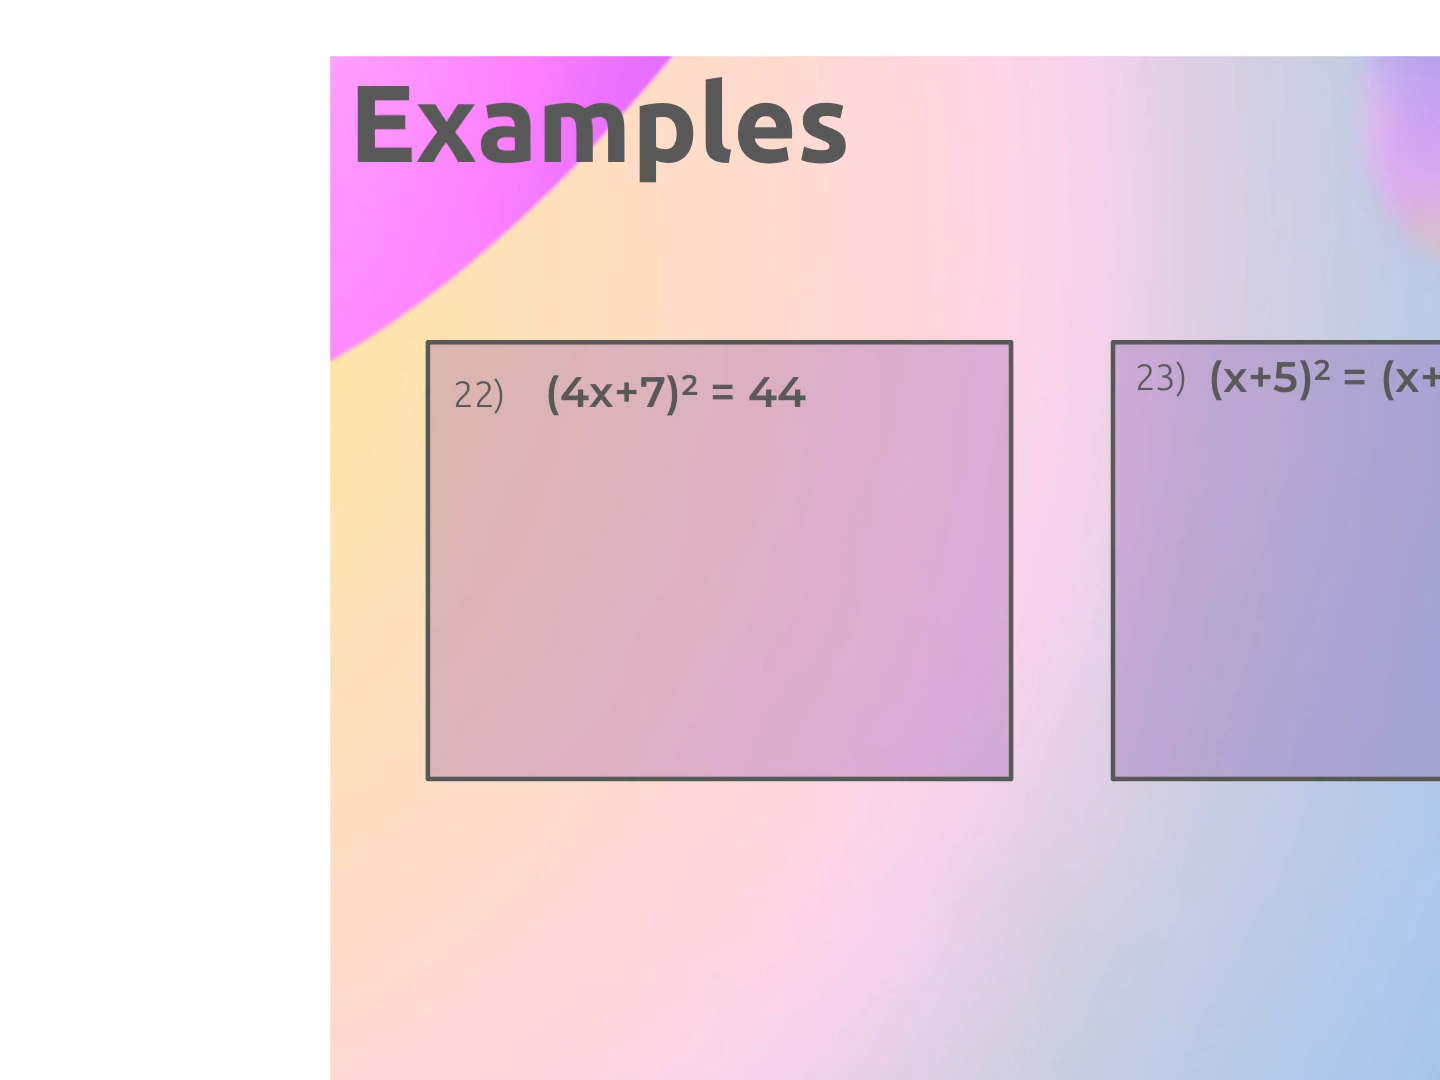 Examples
22) (4x+7)² = 44
23) (x+5)² = (x+